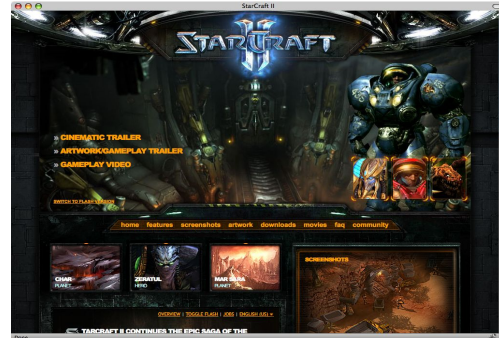 StarCraft II
STARCRAFT
II
» CINEMATIC TRAILER
» ARTWORK/GAMEPLAY TRAILER
» GAMEPLAY VIDEO
SWITCH TO FLASH VERSION
home features screenshots artwork downloads movies faq community
CHAR
PLANET
ZERATUL
HERO
MAR SARA
PLANET
SCREENSHOTS
OVERVIEW | TOGGLE FLASH | JOBS | ENGLISH (US)
STARCRAFT II CONTINUES THE EPIC SAGA OF THE
Done